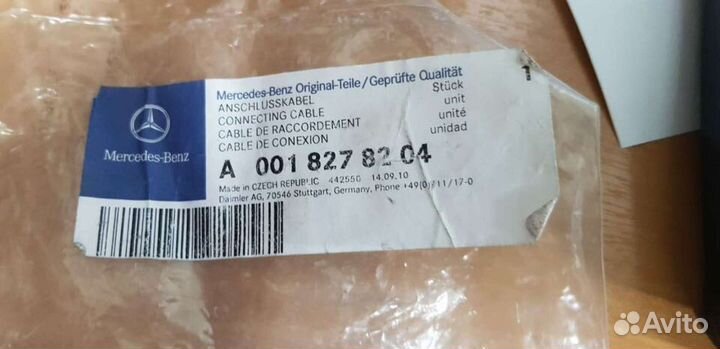 Mercedes-Benz
Mercedes-Benz Original-Teile/Geprüfte Qualität
ANSCHLUSSKABEL Stück
CONNECTING CABLE unit
CABLE DE RACCORDEMENT unité
CABLE DE CONEXION unidad
1
A 001 827 82 04
Made in CZECH REPUBLIC 442550 14.09.10
Daimler AG, 70546 Stuttgart, Germany, Phone +49(0)711/17-0
Avito